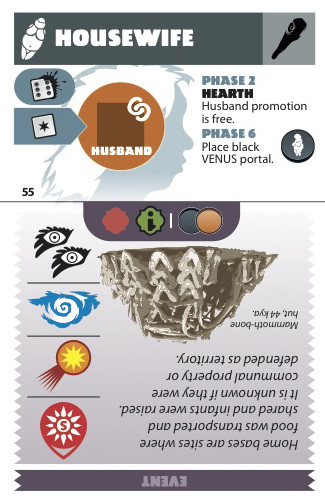 HOUSEWIFE
PHASE 2
HEARTH
Husband promotion
is free.
PHASE 6
Place black
VENUS portal.
HUSBAND
55
EVENT
Home bases are sites where
food was transported and
shared and infants were raised.
It is unknown if they were
communal property or
defended as territory.
Mammoth-bone
hut, 44 kya.
S